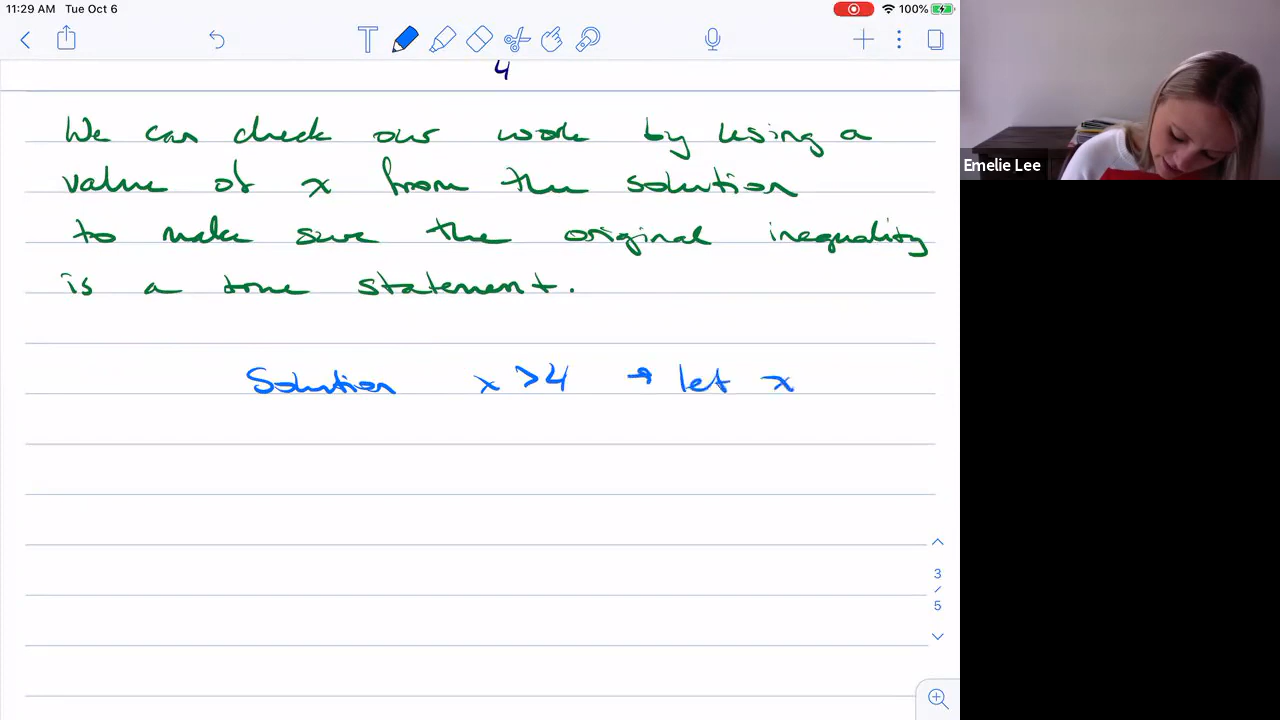 11:29 AM Tue Oct 6 100%
4
We can check our work by using a
value of x from the solution
to make sure the original inequality
is a true statement.
Solution x > 4 → let x
Emelie Lee
3
/
5